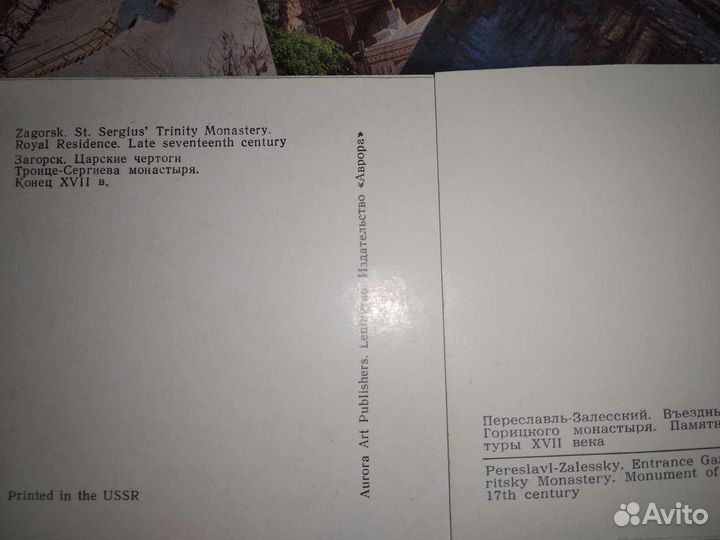 Zagorsk. St. Sergius' Trinity Monastery.
Royal Residence. Late seventeenth century
Загорск. Царские чертоги
Троице-Сергиева монастыря.
Конец XVII в.
Printed in the USSR
Aurora Art Publishers. Leningrad. Издательство «Аврора»
Переславль-Залесский. Въездны
Горицкого монастыря. Памятн
туры XVII века
Pereslavl-Zalessky. Entrance Ga
ritsky Monastery. Monument of
17th century
Avito